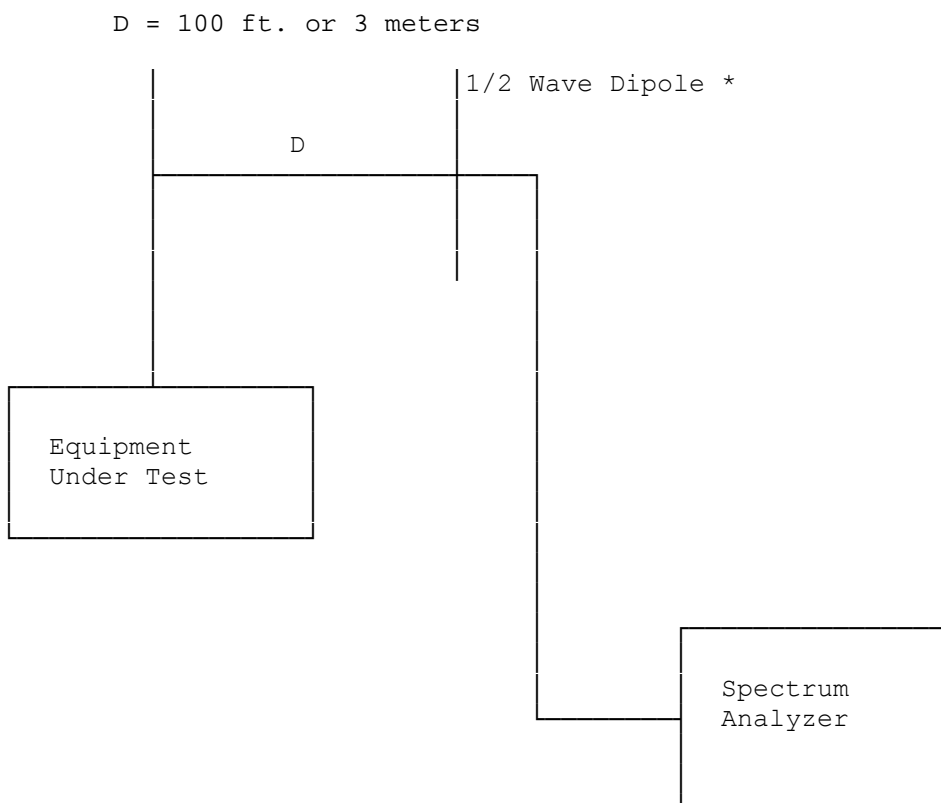 D = 100 ft. or 3 meters
1/2 Wave Dipole *
D
Equipment
Under Test
Spectrum
Analyzer